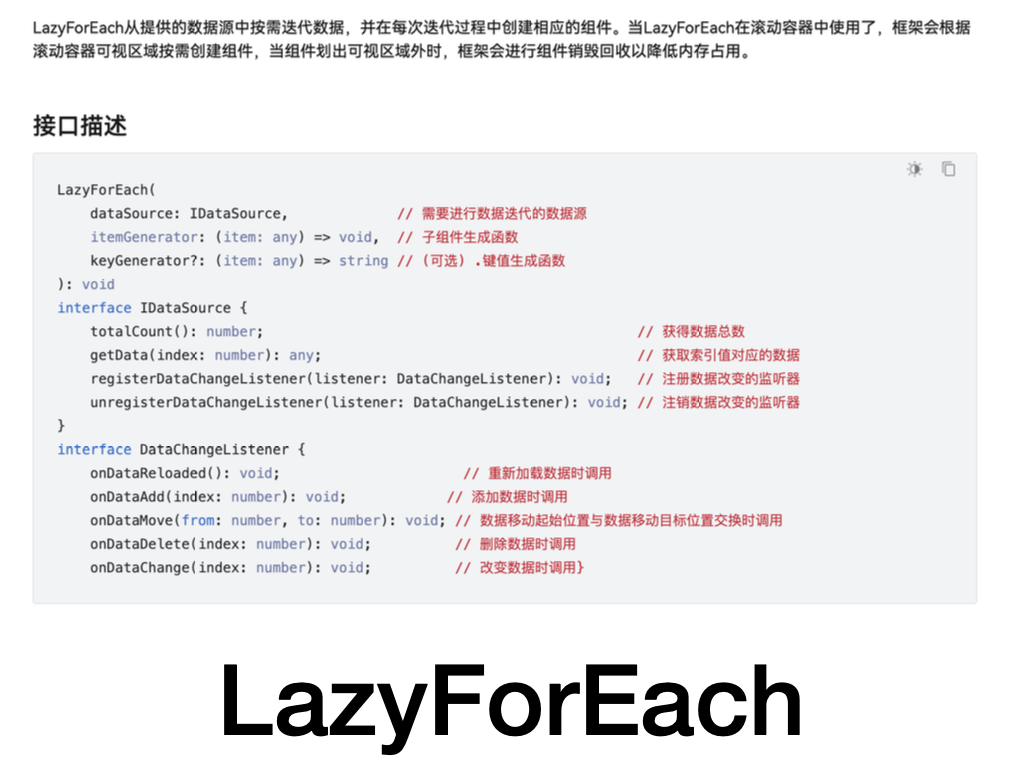 LazyForEach从提供的数据源中按需迭代数据，并在每次迭代过程中创建相应的组件。当LazyForEach在滚动容器中使用了，框架会根据
滚动容器可视区域按需创建组件，当组件划出可视区域外时，框架会进行组件销毁回收以降低内存占用。
接口描述
LazyForEach(
    dataSource: IDataSource,             // 需要进行数据迭代的数据源
    itemGenerator: (item: any) => void,  // 子组件生成函数
    keyGenerator?: (item: any) => string // (可选) .键值生成函数
): void
interface IDataSource {
    totalCount(): number;                                             // 获得数据总数
    getData(index: number): any;                                      // 获取索引值对应的数据
    registerDataChangeListener(listener: DataChangeListener): void;   // 注册数据改变的监听器
    unregisterDataChangeListener(listener: DataChangeListener): void; // 注销数据改变的监听器
}
interface DataChangeListener {
    onDataReloaded(): void;                      // 重新加载数据时调用
    onDataAdd(index: number): void;            // 添加数据时调用
    onDataMove(from: number, to: number): void; // 数据移动起始位置与数据移动目标位置交换时调用
    onDataDelete(index: number): void;          // 删除数据时调用
    onDataChange(index: number): void;          // 改变数据时调用}
LazyForEach